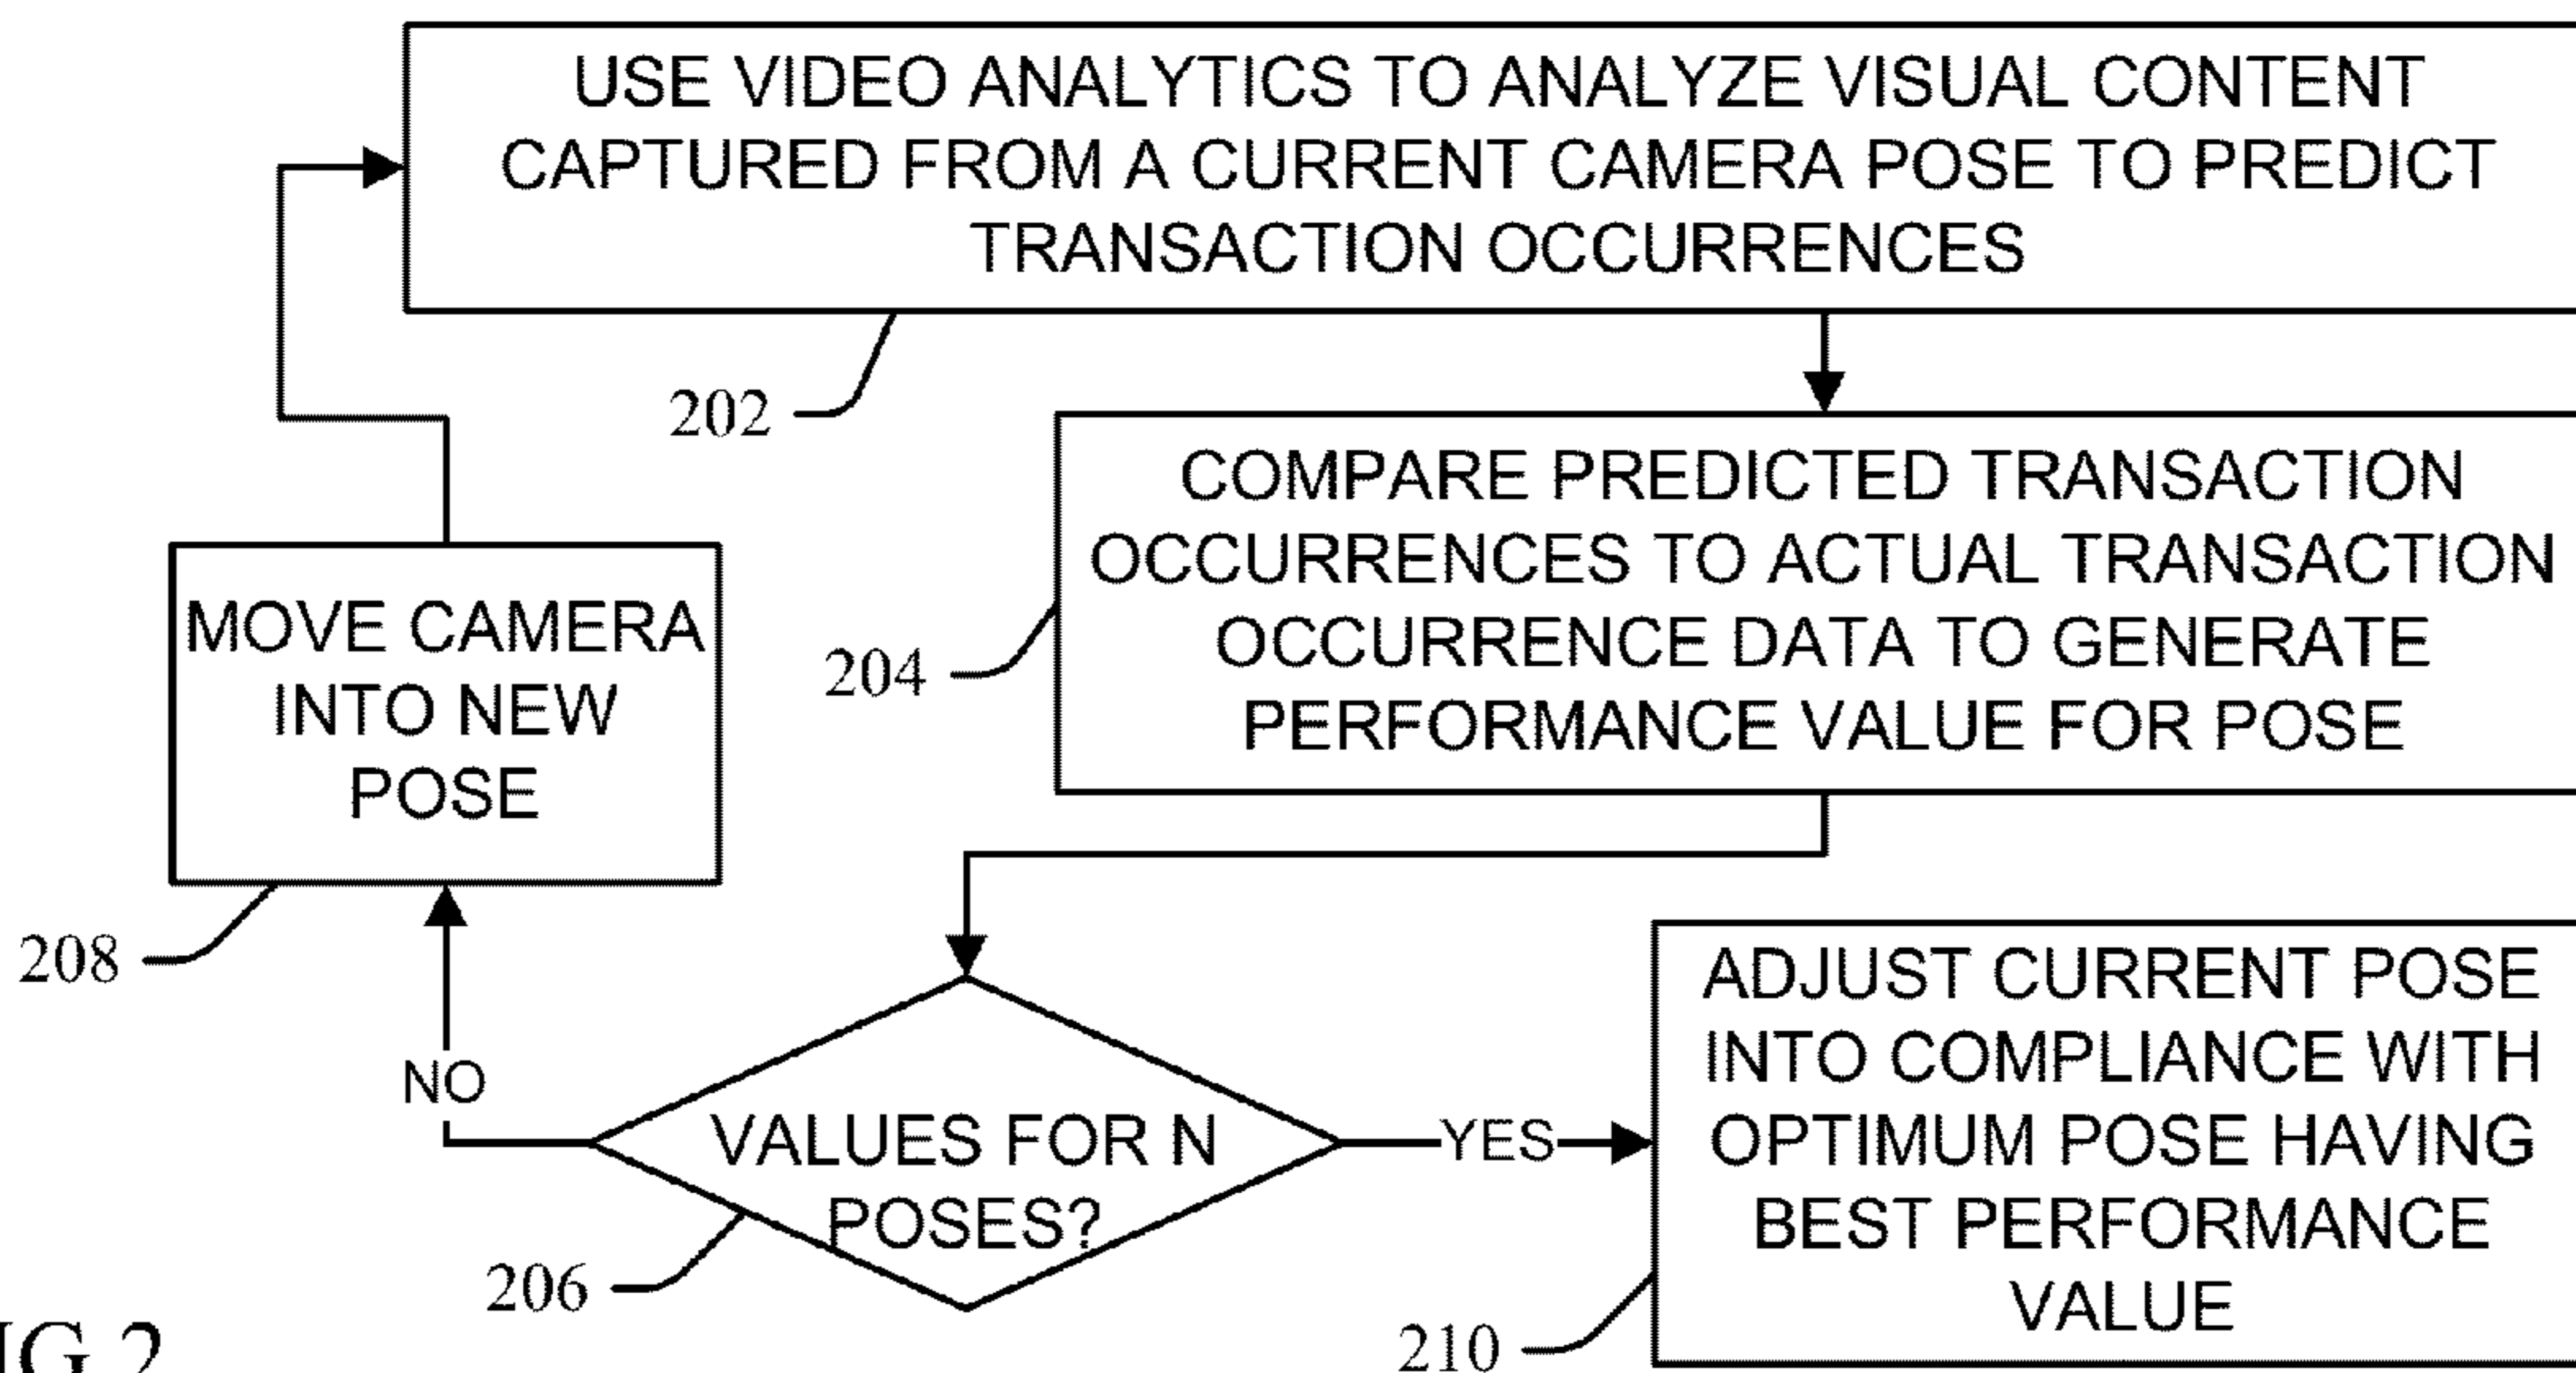 USE VIDEO ANALYTICS TO ANALYZE VISUAL CONTENT
CAPTURED FROM A CURRENT CAMERA POSE TO PREDICT
TRANSACTION OCCURRENCES
202
COMPARE PREDICTED TRANSACTION
OCCURRENCES TO ACTUAL TRANSACTION
OCCURRENCE DATA TO GENERATE
PERFORMANCE VALUE FOR POSE
204
MOVE CAMERA
INTO NEW
POSE
208
NO
VALUES FOR N
POSES?
206
YES
ADJUST CURRENT POSE
INTO COMPLIANCE WITH
OPTIMUM POSE HAVING
BEST PERFORMANCE
VALUE
210
IG 2